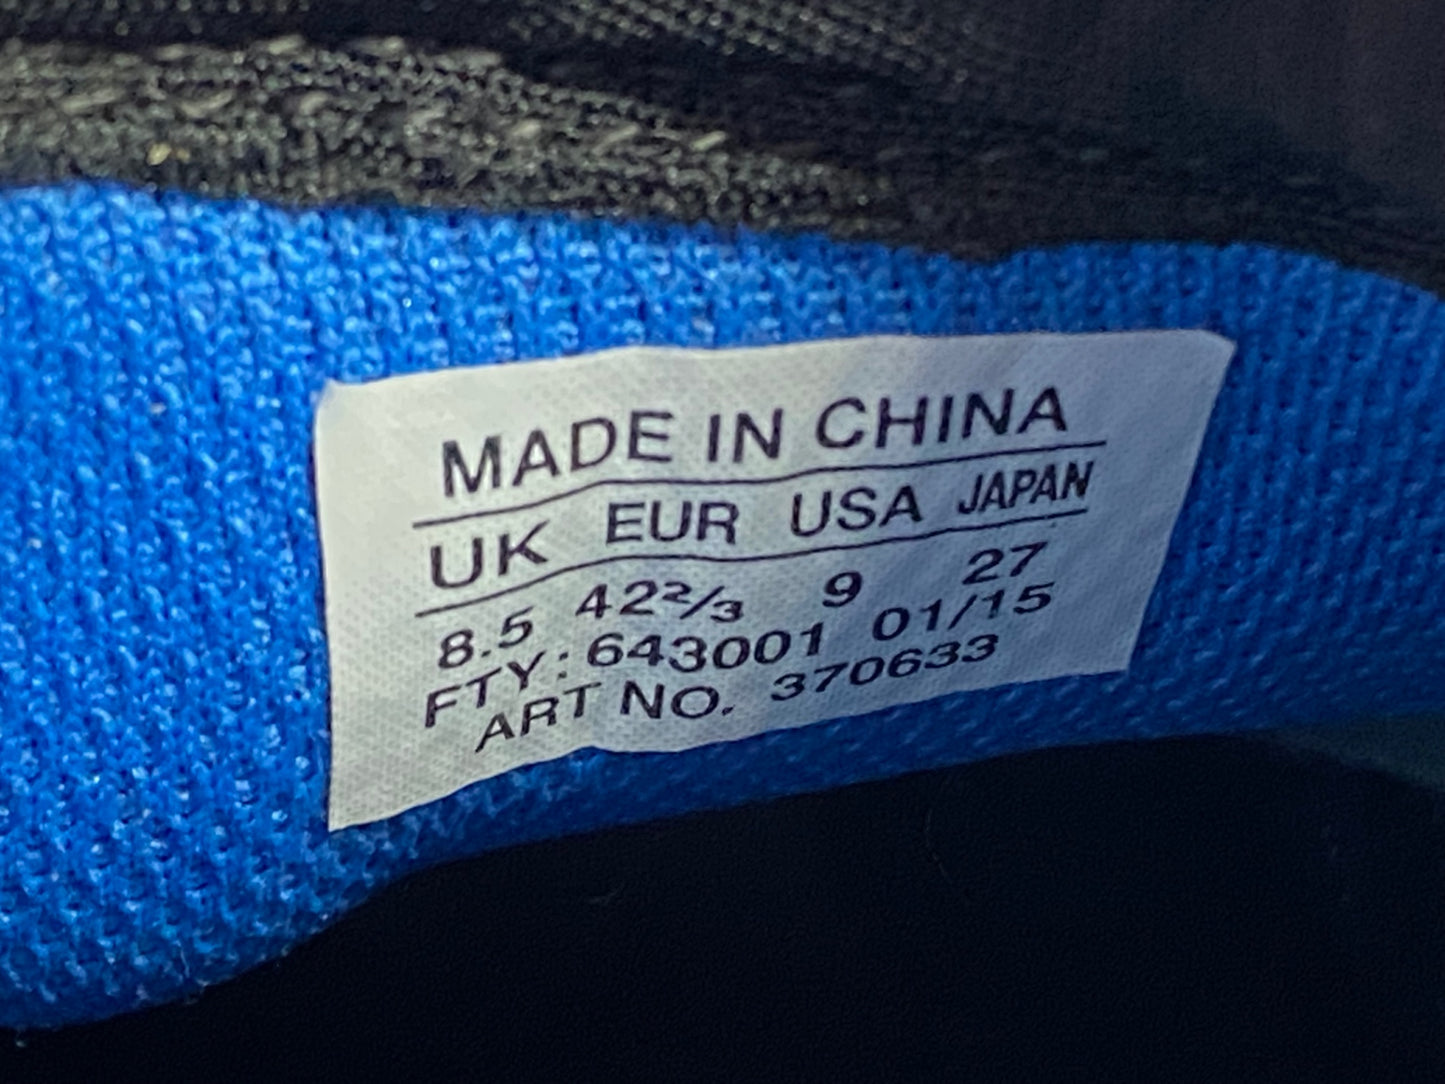 MADE IN CHINA
UK EUR USA JAPAN
8.5 42⅔ 9 27
FTY: 643001 01/15
ART NO. 370633